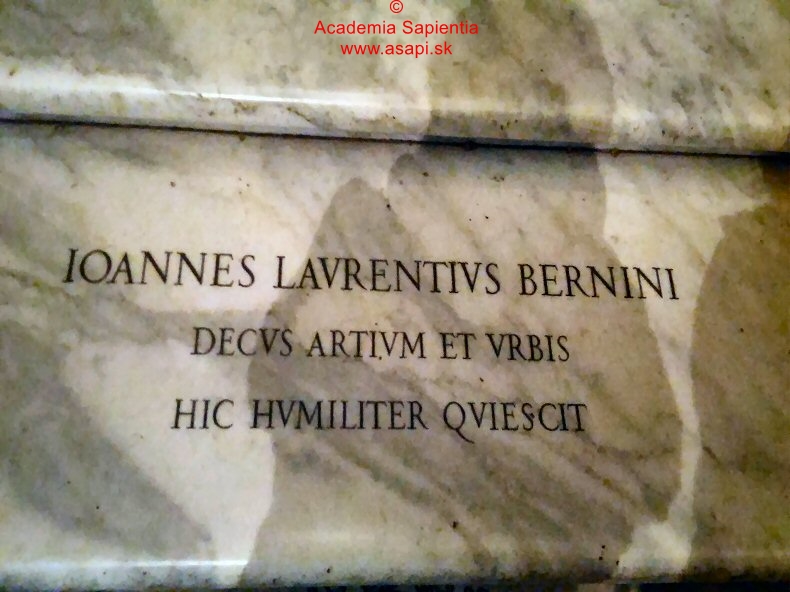 ©
Academia Sapientia
www.asapi.sk
IOANNES LAVRENTIVS BERNINI
DECVS ARTIVM ET VRBIS
HIC HVMILITER QVIESCIT